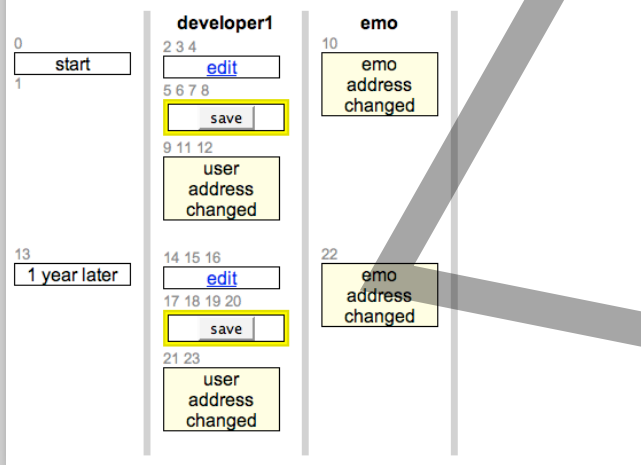 developer1 emo
0 2 3 4 10
start edit emo
address
changed
1 5 6 7 8
save
9 11 12
user
address
changed
13 14 15 16 22
1 year later edit emo
address
changed
17 18 19 20
save
21 23
user
address
changed